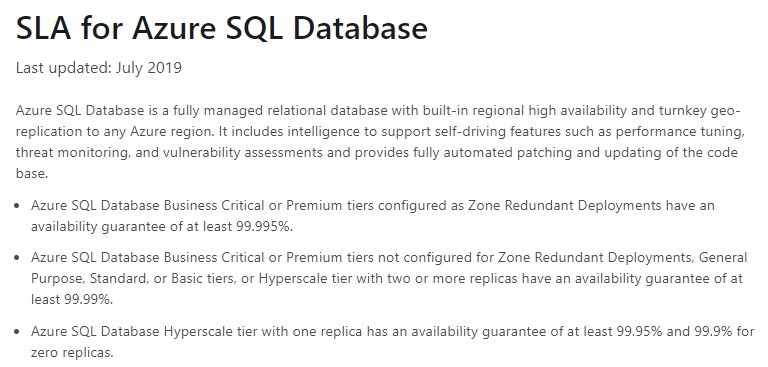 SLA for Azure SQL Database
Last updated: July 2019
Azure SQL Database is a fully managed relational database with built-in regional high availability and turnkey geo-
replication to any Azure region. It includes intelligence to support self-driving features such as performance tuning,
threat monitoring, and vulnerability assessments and provides fully automated patching and updating of the code
base.
• Azure SQL Database Business Critical or Premium tiers configured as Zone Redundant Deployments have an
availability guarantee of at least 99.995%.
• Azure SQL Database Business Critical or Premium tiers not configured for Zone Redundant Deployments, General
Purpose, Standard, or Basic tiers, or Hyperscale tier with two or more replicas have an availability guarantee of at
least 99.99%.
• Azure SQL Database Hyperscale tier with one replica has an availability guarantee of at least 99.95% and 99.9% for
zero replicas.